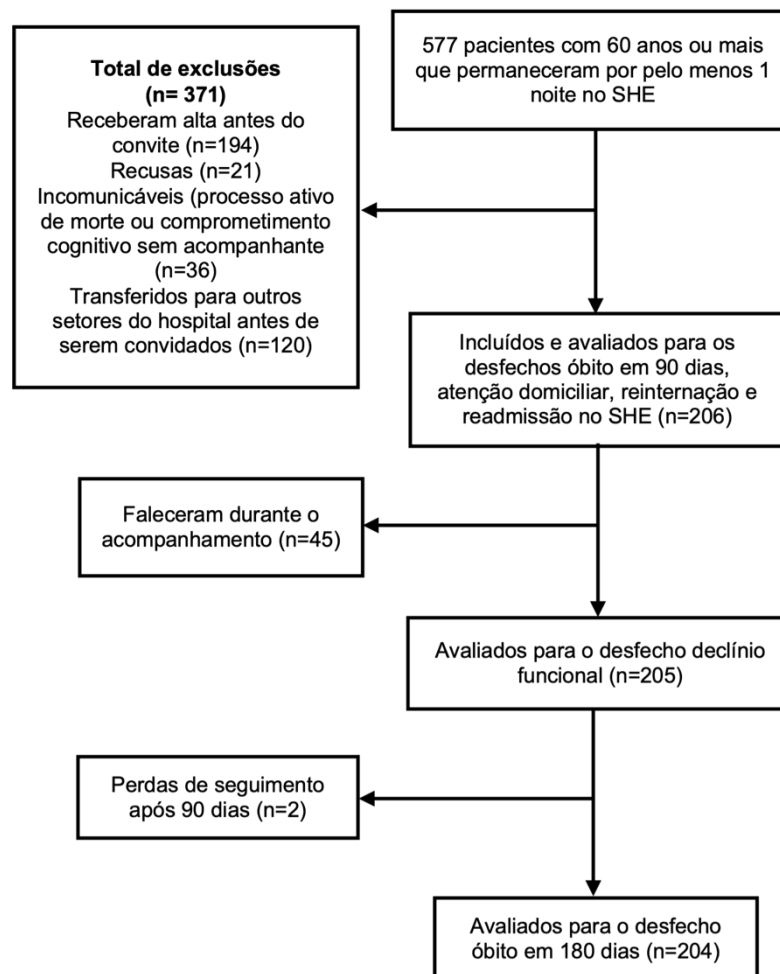 577 pacientes com 60 anos ou mais
que permaneceram por pelo menos 1
noite no SHE
Total de exclusões
(n= 371)
Receberam alta antes do
convite (n=194)
Recusas (n=21)
Incomunicáveis (processo ativo
de morte ou comprometimento
cognitivo sem acompanhante
(n=36)
Transferidos para outros
setores do hospital antes de
serem convidados (n=120)
Incluídos e avaliados para os
desfechos óbito em 90 dias,
atenção domiciliar, reinternação e
readmissão no SHE (n=206)
Faleceram durante o
acompanhamento (n=45)
Avaliados para o desfecho declínio
funcional (n=205)
Perdas de seguimento
após 90 dias (n=2)
Avaliados para o desfecho
óbito em 180 dias (n=204)